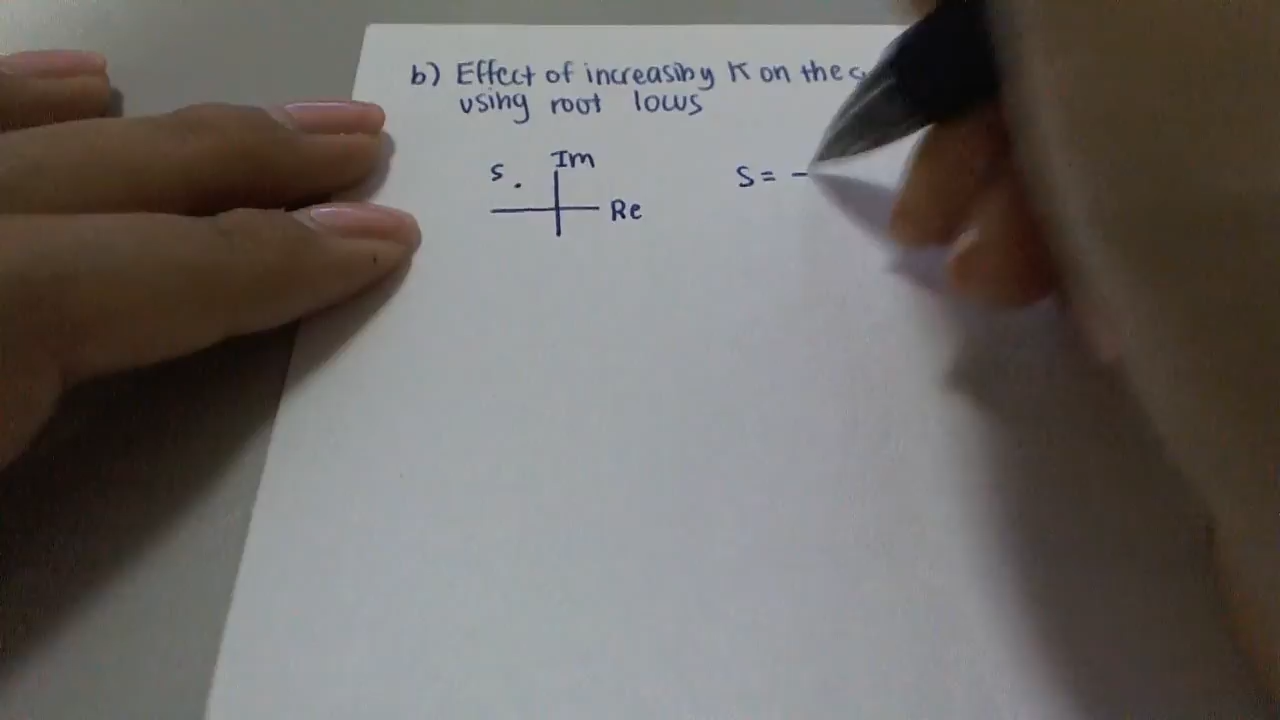 b) Effect of increasing K on the
using root locus
Im
S
S = -
Re